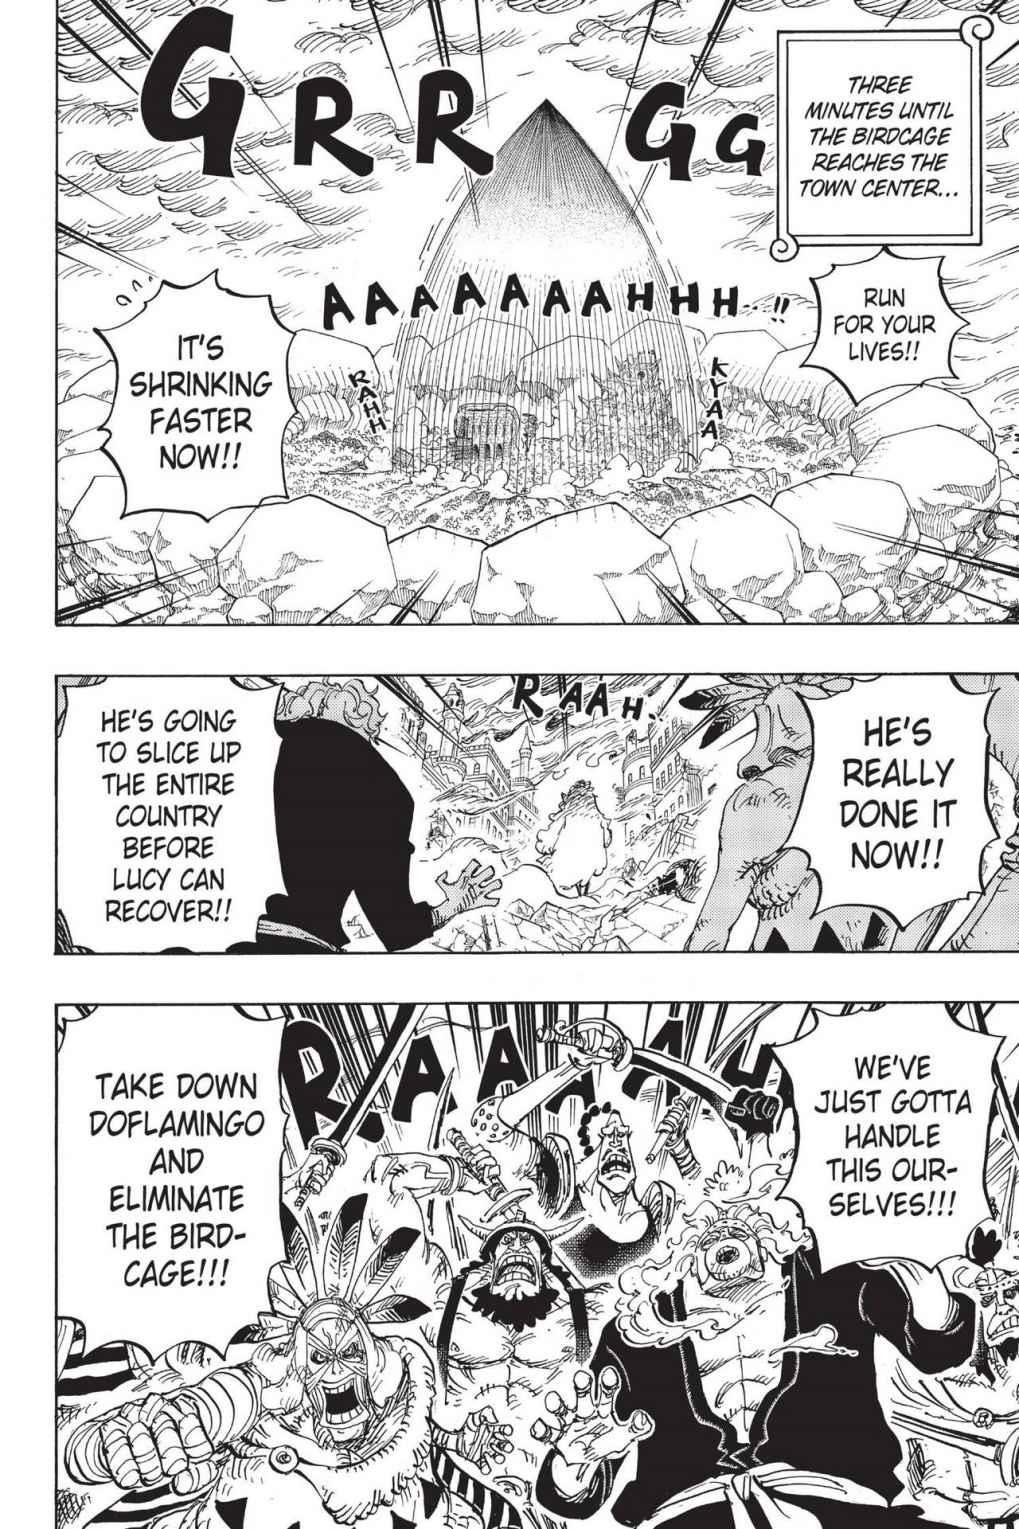 THREE
MINUTES UNTIL
THE BIRDCAGE
REACHES THE
TOWN CENTER...
GRRGG
RUN
FOR YOUR
LIVES!!
AAAAAAAHHH...!!
KYAA
RAHH
IT'S
SHRINKING
FASTER
NOW!!
HE'S
REALLY
DONE IT
NOW!!
RAAH..
HE'S GOING
TO SLICE UP
THE ENTIRE
COUNTRY
BEFORE
LUCY CAN
RECOVER!!
WE'VE
JUST GOTTA
HANDLE
THIS OUR-
SELVES!!!
RAAAAH
TAKE DOWN
DOFLAMINGO
AND
ELIMINATE
THE BIRD-
CAGE!!!